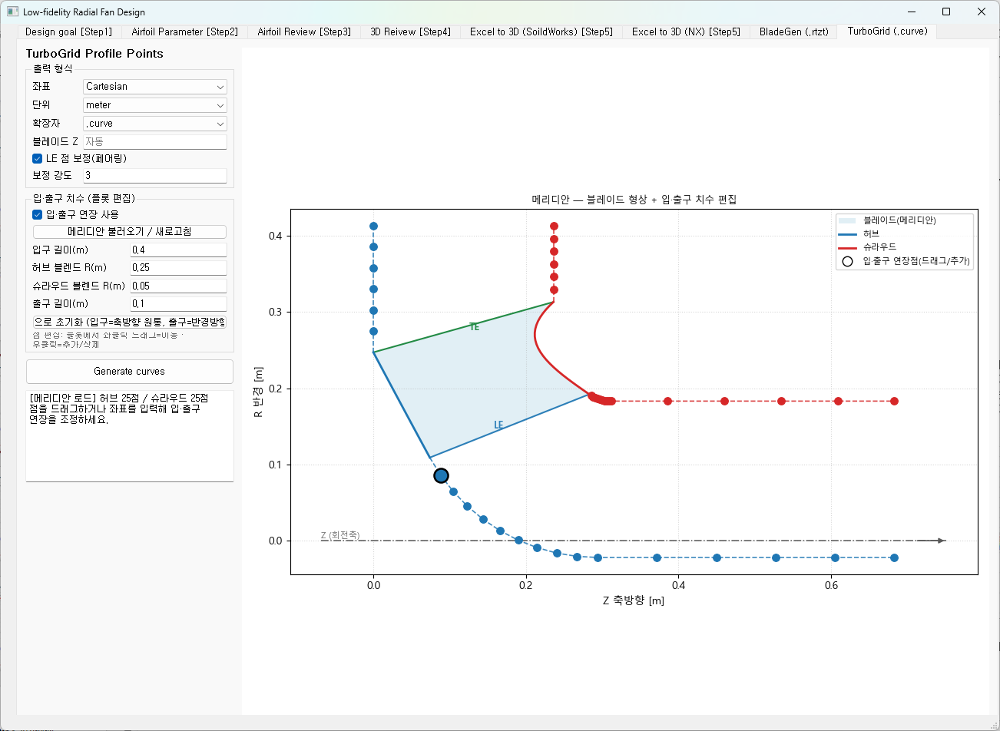 Low-fidelity Radial Fan Design
Design goal [Step1] Airfoil Parameter [Step2] Airfoil Review [Step3] 3D Reivew [Step4] Excel to 3D (SoildWorks) [Step5] Excel to 3D (NX) [Step5] BladeGen (.rtzt) TurboGrid (.curve)
TurboGrid Profile Points
출력 형식
좌표 Cartesian
단위 meter
확장자 .curve
블레이드 Z 자동
LE 점 보정(페어링)
보정 강도 3
입·출구 치수 (플롯 편집)
입·출구 연장 사용
메리디안 불러오기 / 새로고침
입구 길이(m) 0.4
허브 블렌드 R(m) 0.25
슈라우드 블렌드 R(m) 0.05
출구 길이(m) 0.1
으로 초기화 (입구=축방향 원통, 출구=반경방향
점 편집: 플롯에서 좌클릭 드래그=이동 ·
우클릭=추가/삭제
Generate curves
[메리디안 로드] 허브 25점 / 슈라우드 25점
점을 드래그하거나 좌표를 입력해 입·출구
연장을 조정하세요.
메리디안 — 블레이드 형상 + 입·출구 치수 편집
블레이드(메리디안)
허브
슈라우드
입·출구 연장점(드래그/추가)
0.4
0.3
0.2
0.1
0.0
R 반경 [m]
TE
LE
Z (회전축)
0.0 0.2 0.4 0.6
Z 축방향 [m]